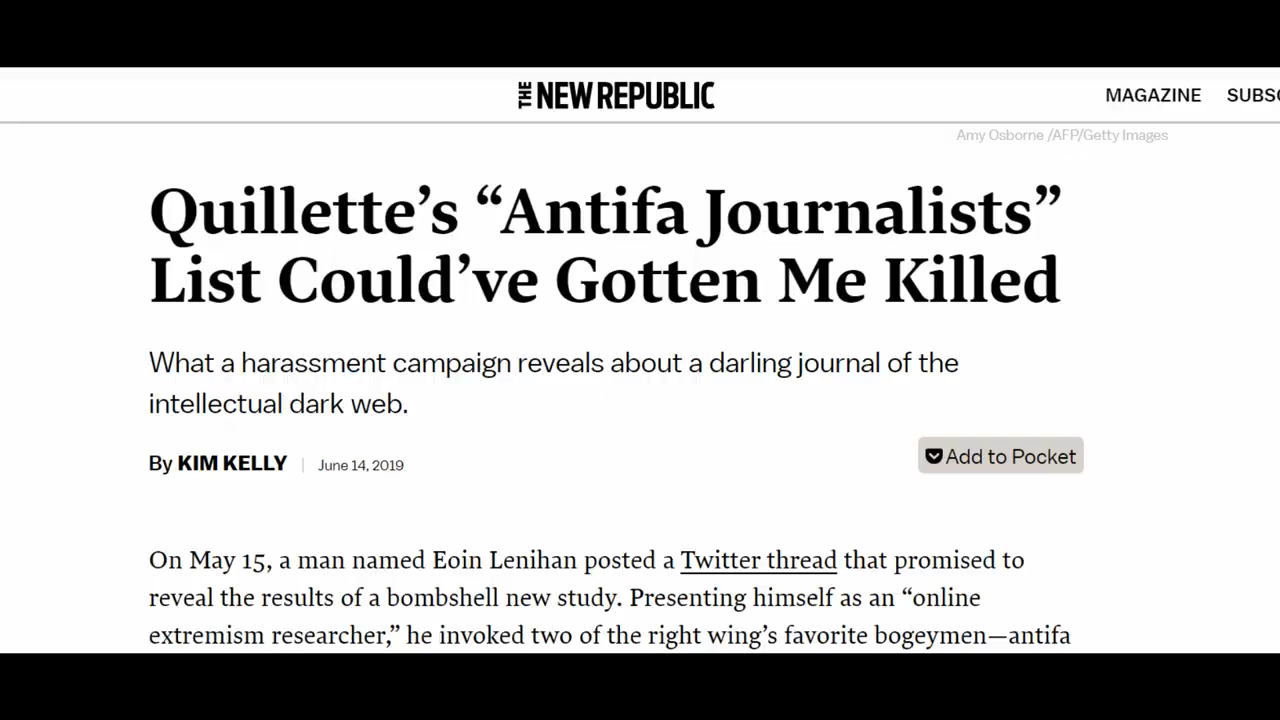 THE NEW REPUBLIC
MAGAZINE SUBSC
Amy Osborne /AFP/Getty Images
Quillette’s “Antifa Journalists”
List Could’ve Gotten Me Killed
What a harassment campaign reveals about a darling journal of the
intellectual dark web.
By KIM KELLY | June 14, 2019
Add to Pocket
On May 15, a man named Eoin Lenihan posted a Twitter thread that promised to
reveal the results of a bombshell new study. Presenting himself as an “online
extremism researcher,” he invoked two of the right wing’s favorite bogeymen—antifa